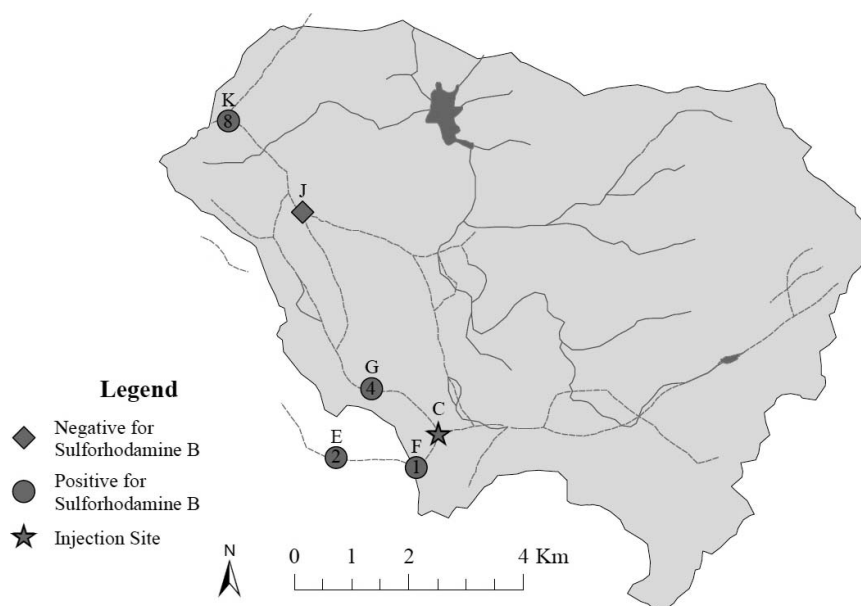 K
8
J
G
4
C
E
2
F
1
Legend
Negative for
Sulforhodamine B
Positive for
Sulforhodamine B
Injection Site
N
0 1 2 4 Km